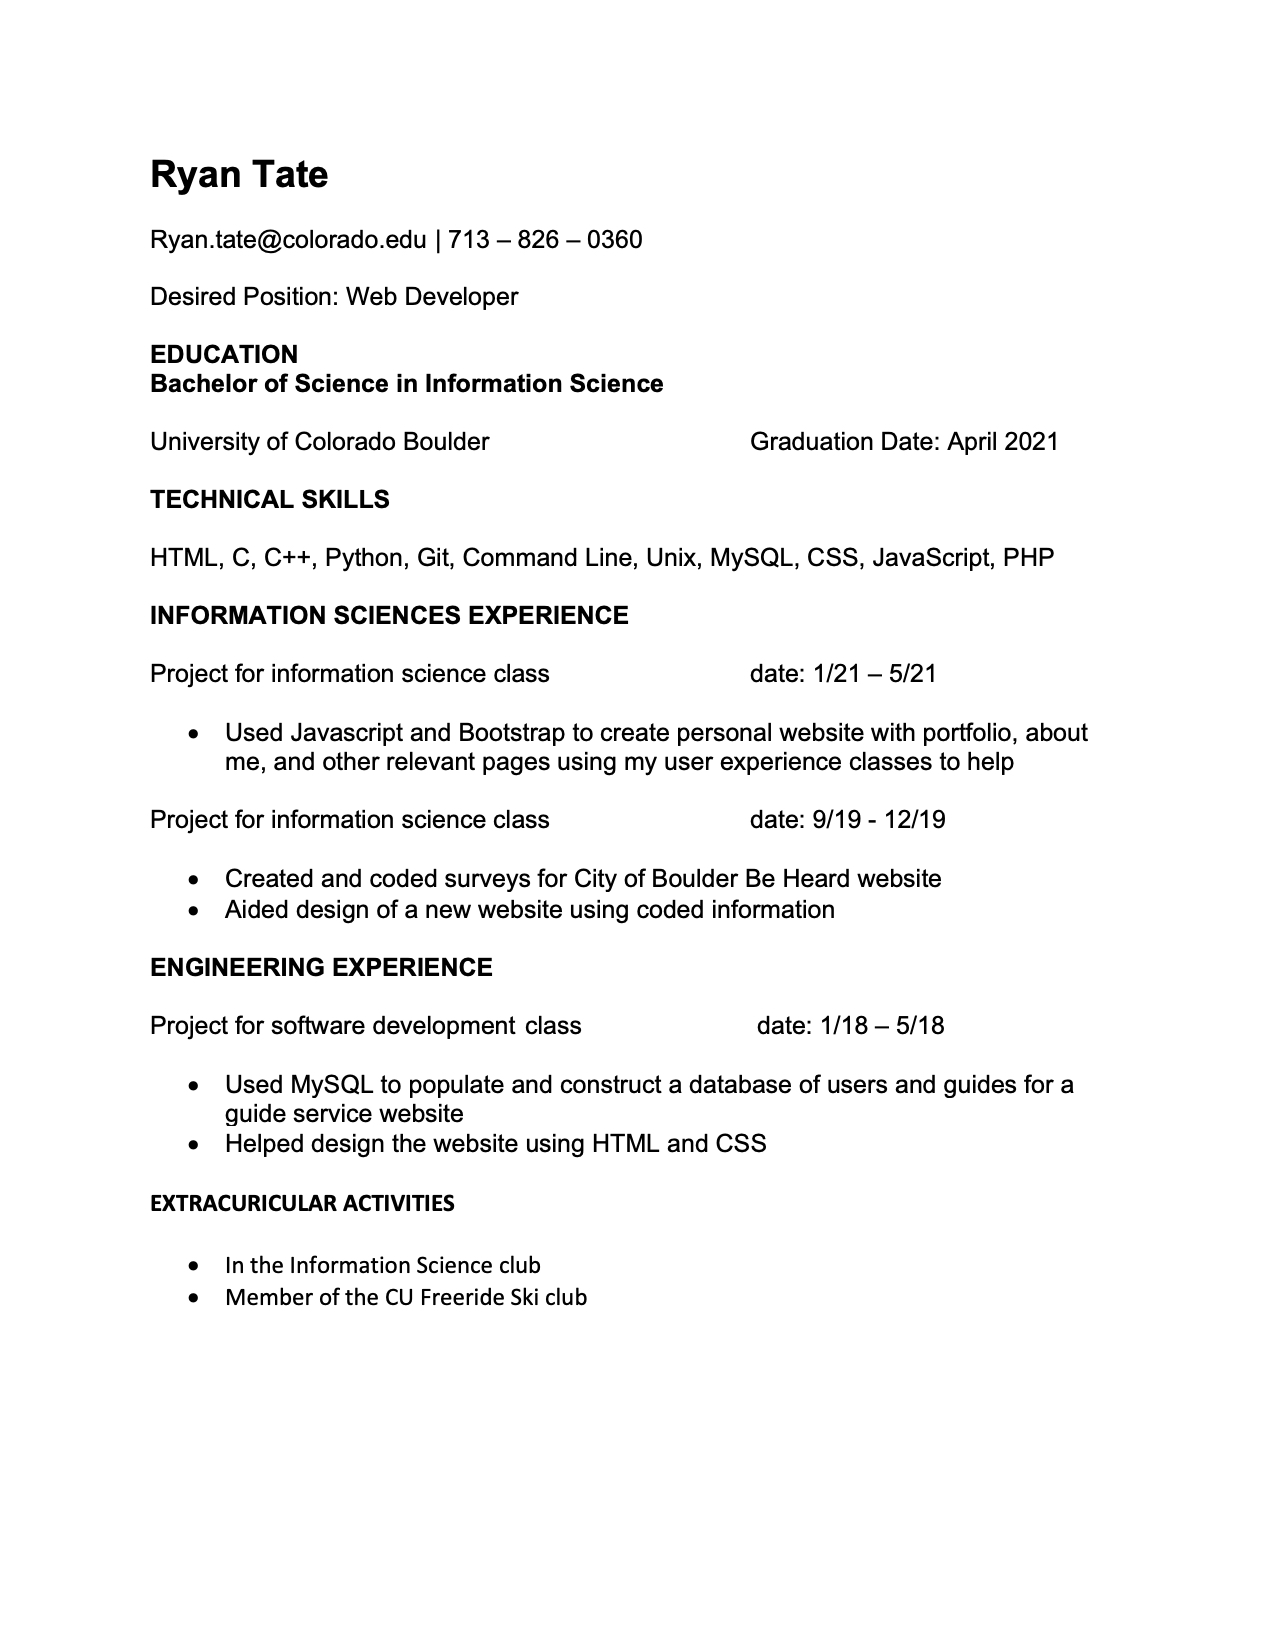 Ryan Tate
Ryan.tate@colorado.edu | 713 – 826 – 0360
Desired Position: Web Developer
EDUCATION
Bachelor of Science in Information Science
University of Colorado Boulder Graduation Date: April 2021
TECHNICAL SKILLS
HTML, C, C++, Python, Git, Command Line, Unix, MySQL, CSS, JavaScript, PHP
INFORMATION SCIENCES EXPERIENCE
Project for information science class date: 1/21 – 5/21
• Used Javascript and Bootstrap to create personal website with portfolio, about
me, and other relevant pages using my user experience classes to help
Project for information science class date: 9/19 - 12/19
• Created and coded surveys for City of Boulder Be Heard website
• Aided design of a new website using coded information
ENGINEERING EXPERIENCE
Project for software development class date: 1/18 – 5/18
• Used MySQL to populate and construct a database of users and guides for a
guide service website
• Helped design the website using HTML and CSS
EXTRACURICULAR ACTIVITIES
• In the Information Science club
• Member of the CU Freeride Ski club